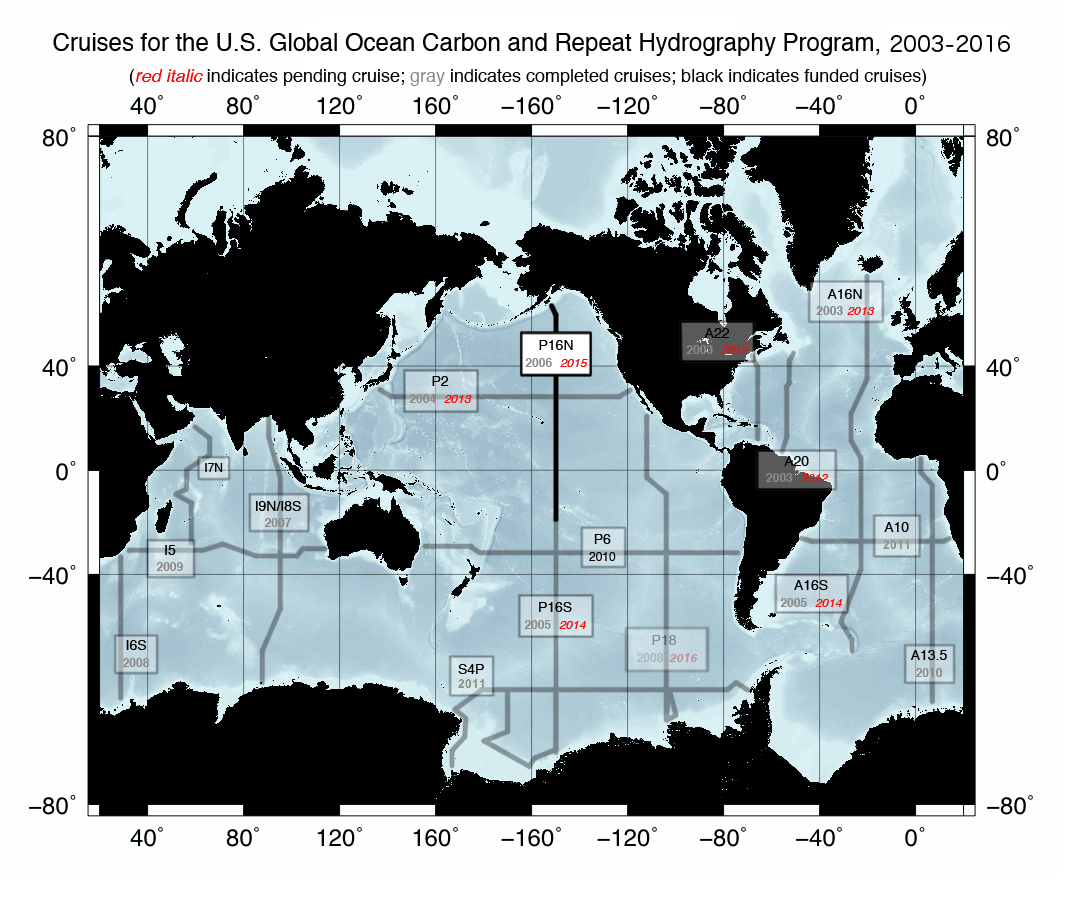 Cruises for the U.S. Global Ocean Carbon and Repeat Hydrography Program, 2003-2016
(red italic indicates pending cruise; gray indicates completed cruises; black indicates funded cruises)
40° 80° 120° 160° −160° −120° −80° −40° 0°
80° 80°
A16N
2003 2013
A22
2003 2012
P16N
2006 2015
40° 40°
P2
2004 2013
A20
2003 2012
I7N
0° 0°
I9N/I8S
2007
A10
2011
P6
2010
I5
2009
−40° −40°
A16S
2005 2014
P16S
2005 2014
P18
2008 2016
I6S
2008
A13.5
2010
S4P
2011
−80° −80°
40° 80° 120° 160° −160° −120° −80° −40° 0°